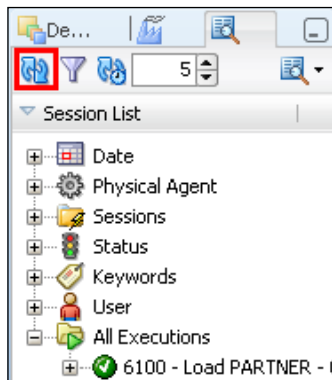 De...
5
Session List
Date
Physical Agent
Sessions
Status
Keywords
User
All Executions
6100 - Load PARTNER -